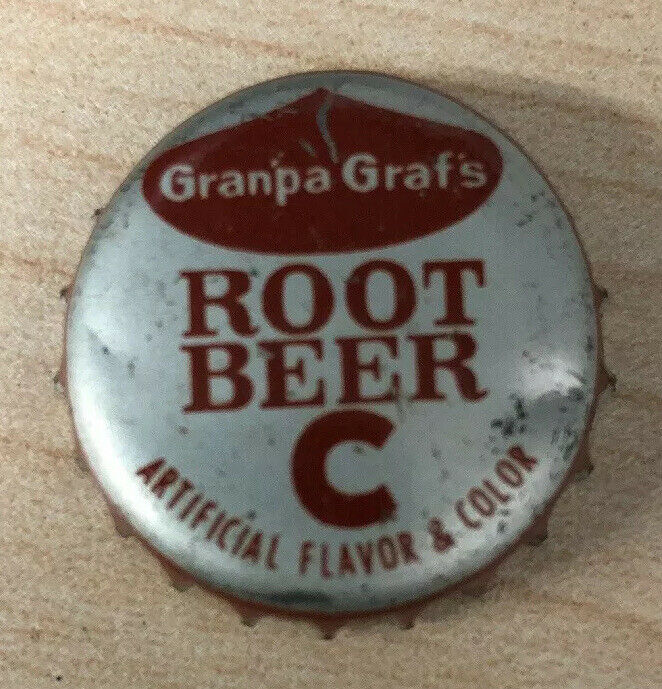 Granpa Graf's
ROOT
BEER
C
ARTIFICIAL FLAVOR & COLOR